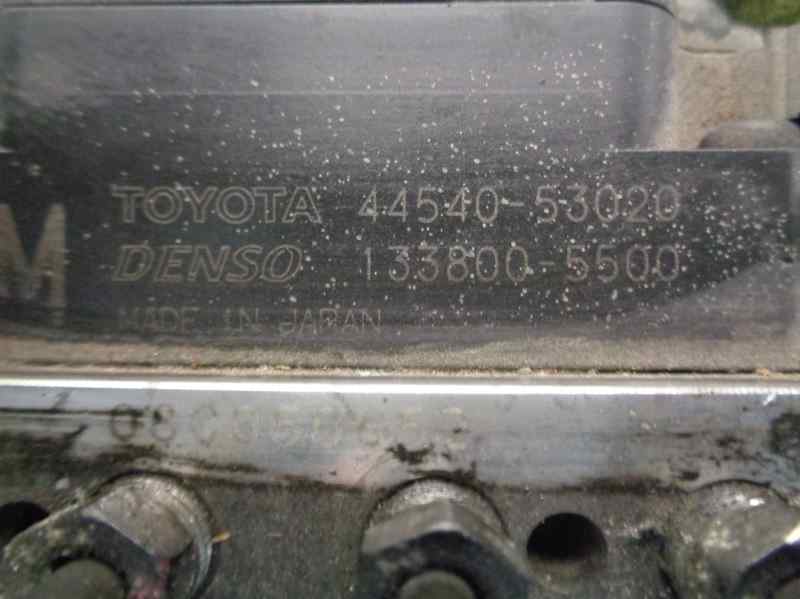 TOYOTA 44540-53020
DENSO 133800-5500
M
MADE IN JAPAN